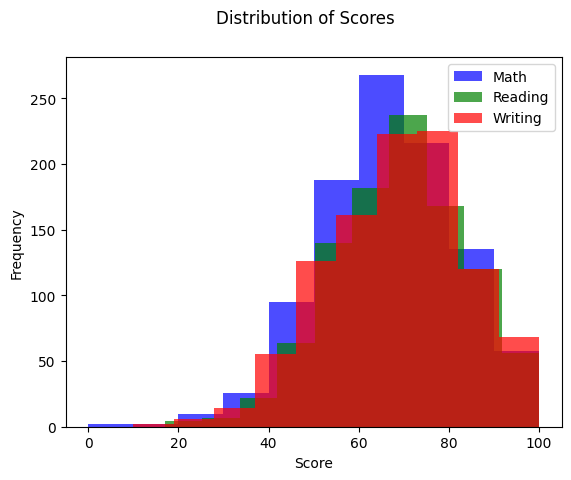 Distribution of Scores
Math
Reading
Writing
250
200
150
100
50
0
Frequency
0 20 40 60 80 100
Score